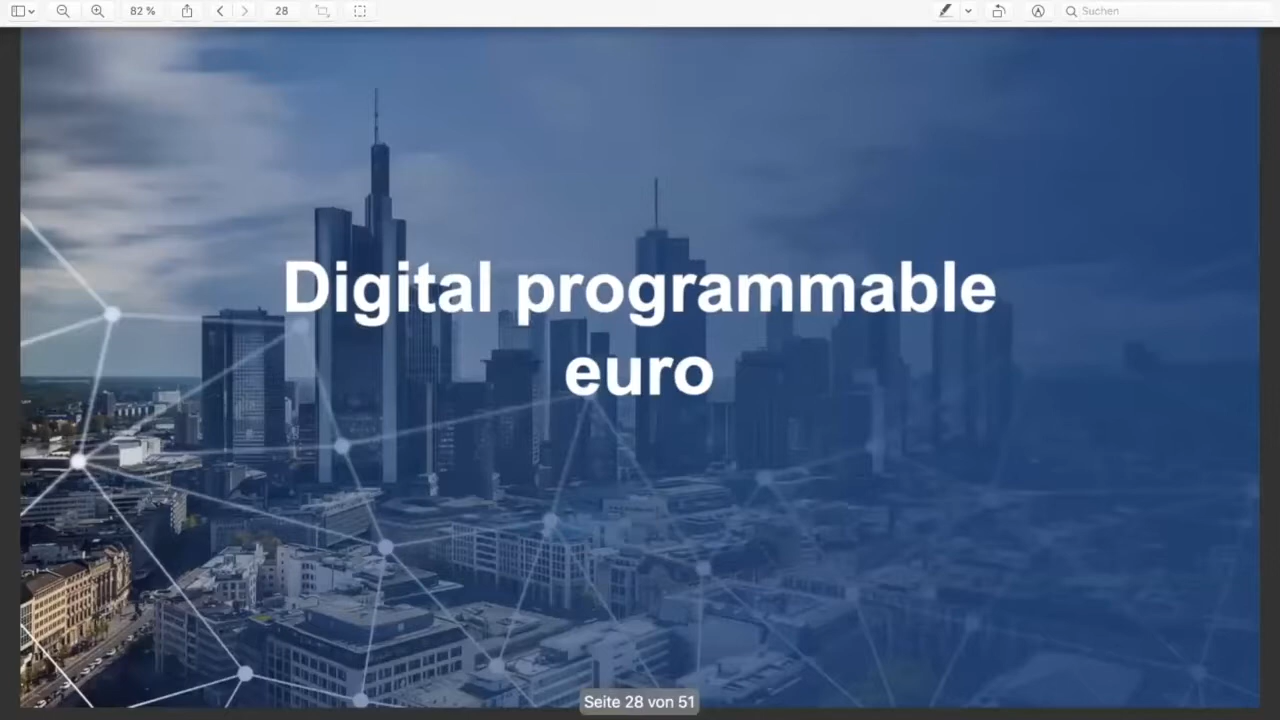 82 %
28
Suchen
Digital programmable
euro
Seite 28 von 51